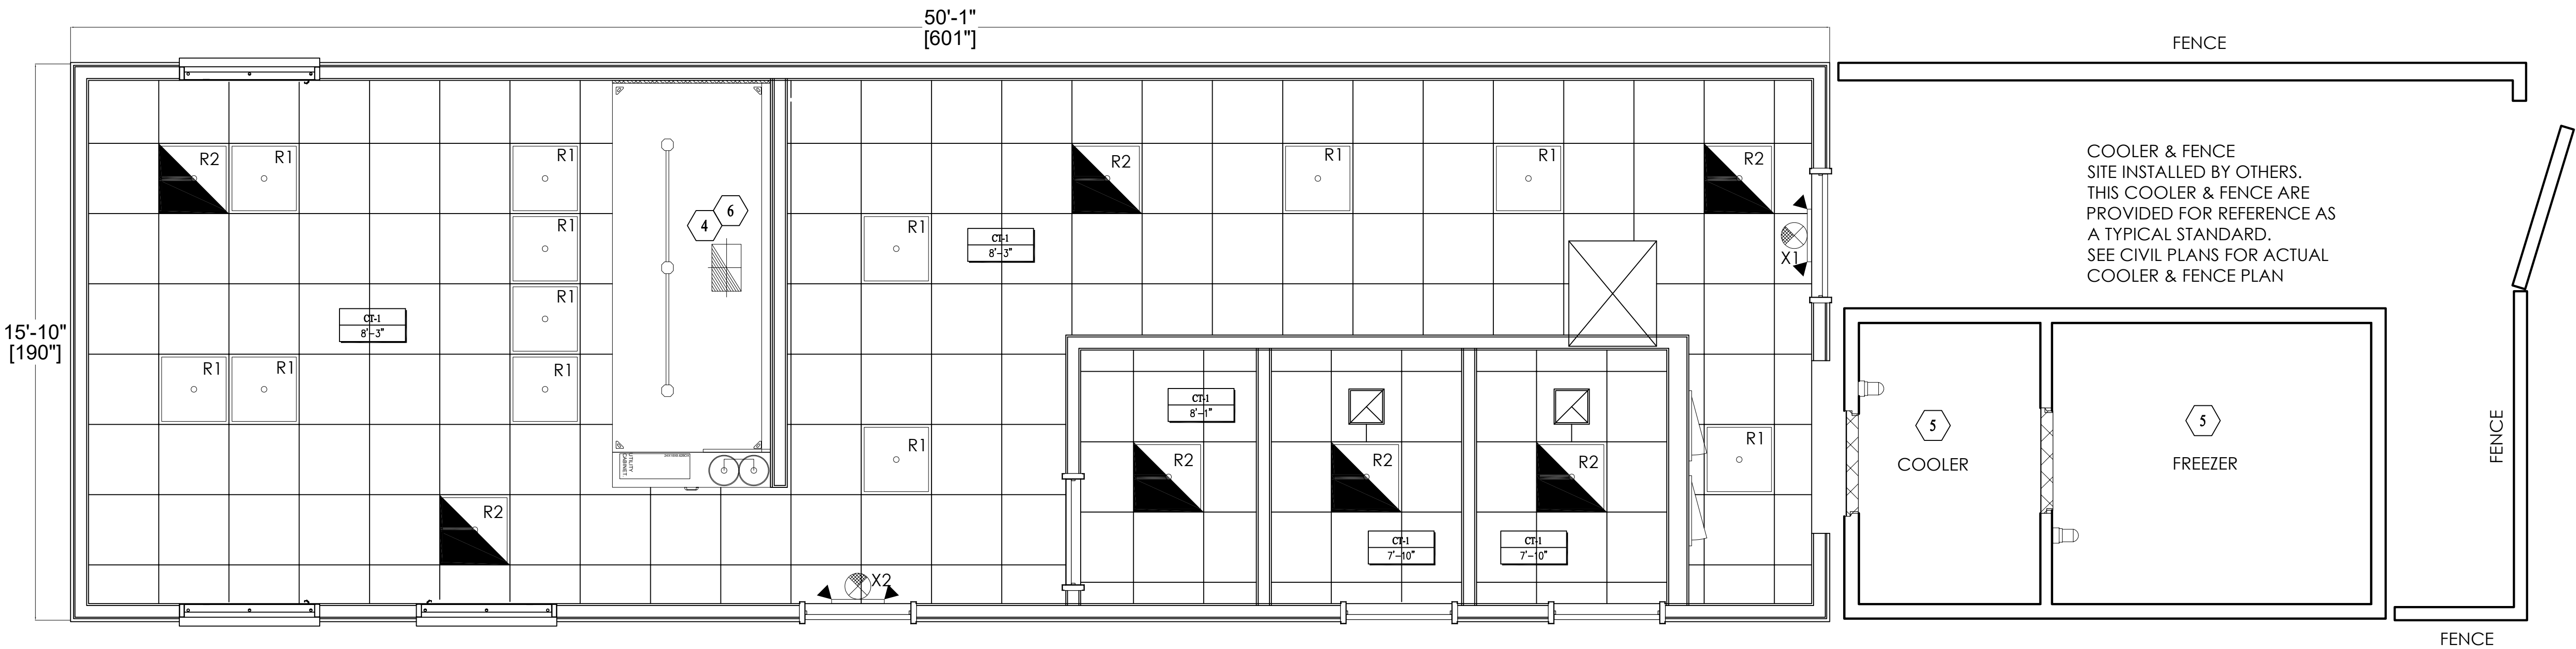 50'-1"
[601"]
FENCE
15'-10"
[190"]
R2
R1
R1
R2
R1
R1
R2
R1
6
4
R1
CT-1
8'-3"
X1
COOLER & FENCE
SITE INSTALLED BY OTHERS.
THIS COOLER & FENCE ARE
PROVIDED FOR REFERENCE AS
A TYPICAL STANDARD.
SEE CIVIL PLANS FOR ACTUAL
COOLER & FENCE PLAN
R1
CT-1
8'-3"
R1
R1
R1
CT-1
8'-1"
R1
R1
UTILITY
CABINET
R2
R2
R2
R1
5
COOLER
5
FREEZER
FENCE
R2
CT-1
7'-10"
CT-1
7'-10"
X2
FENCE